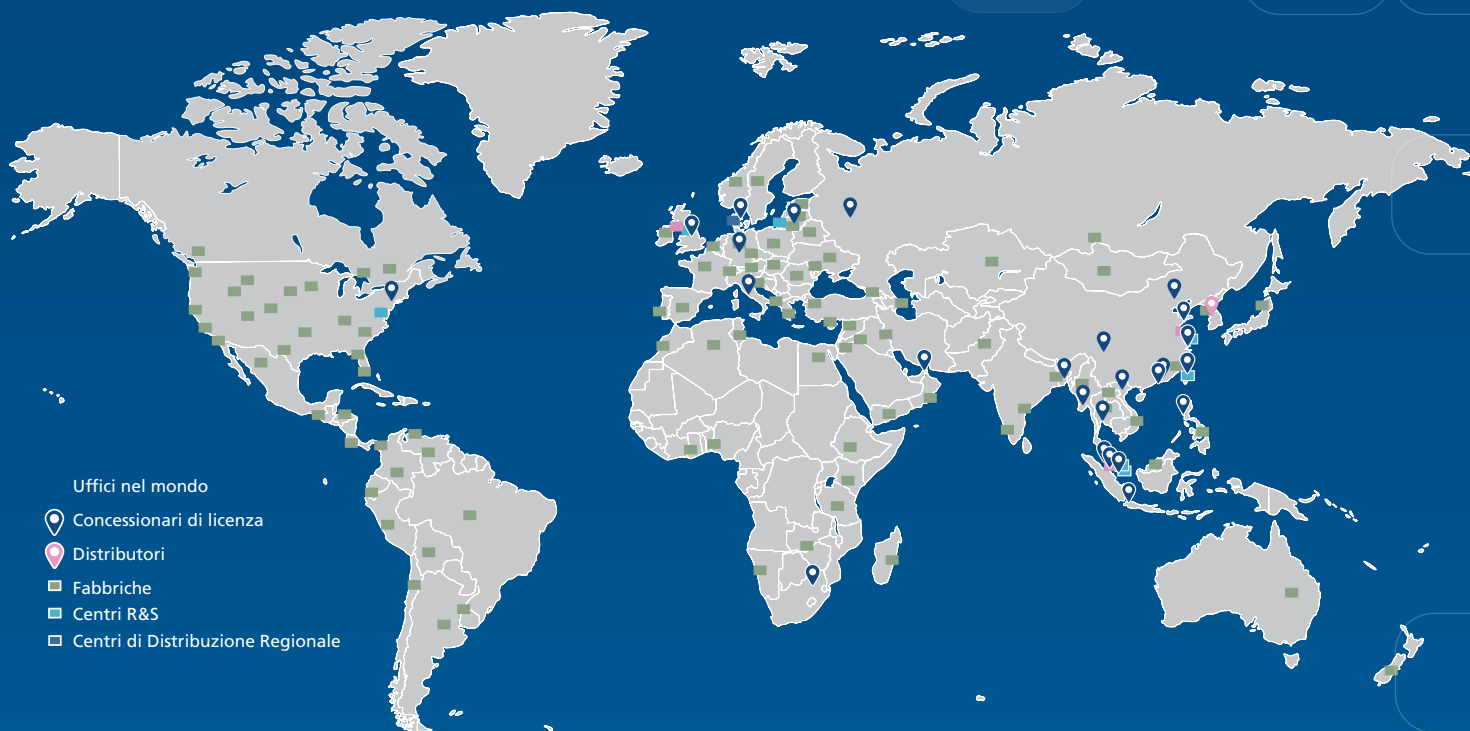 Uffici nel mondo
Concessionari di licenza
Distributori
Fabbriche
Centri R&S
Centri di Distribuzione Regionale